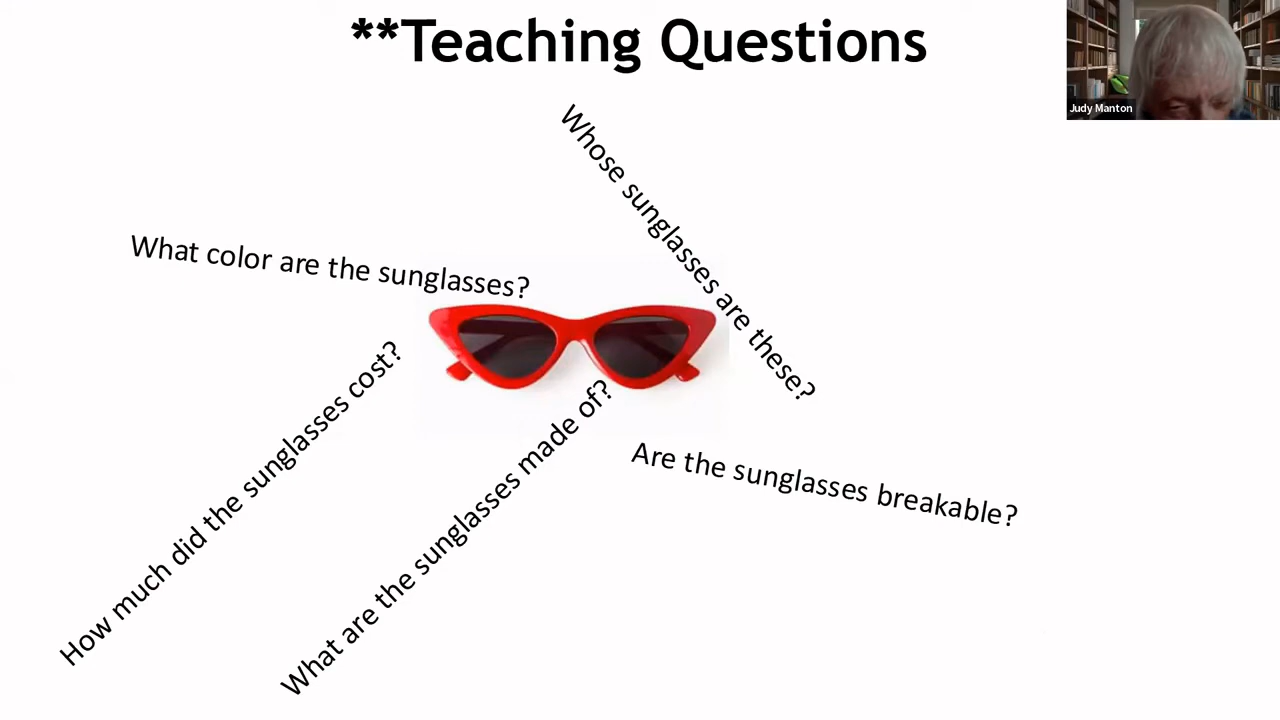 **Teaching Questions
Judy Manton
Whose sunglasses are these?
What color are the sunglasses?
How much did the sunglasses cost?
What are the sunglasses made of?
Are the sunglasses breakable?